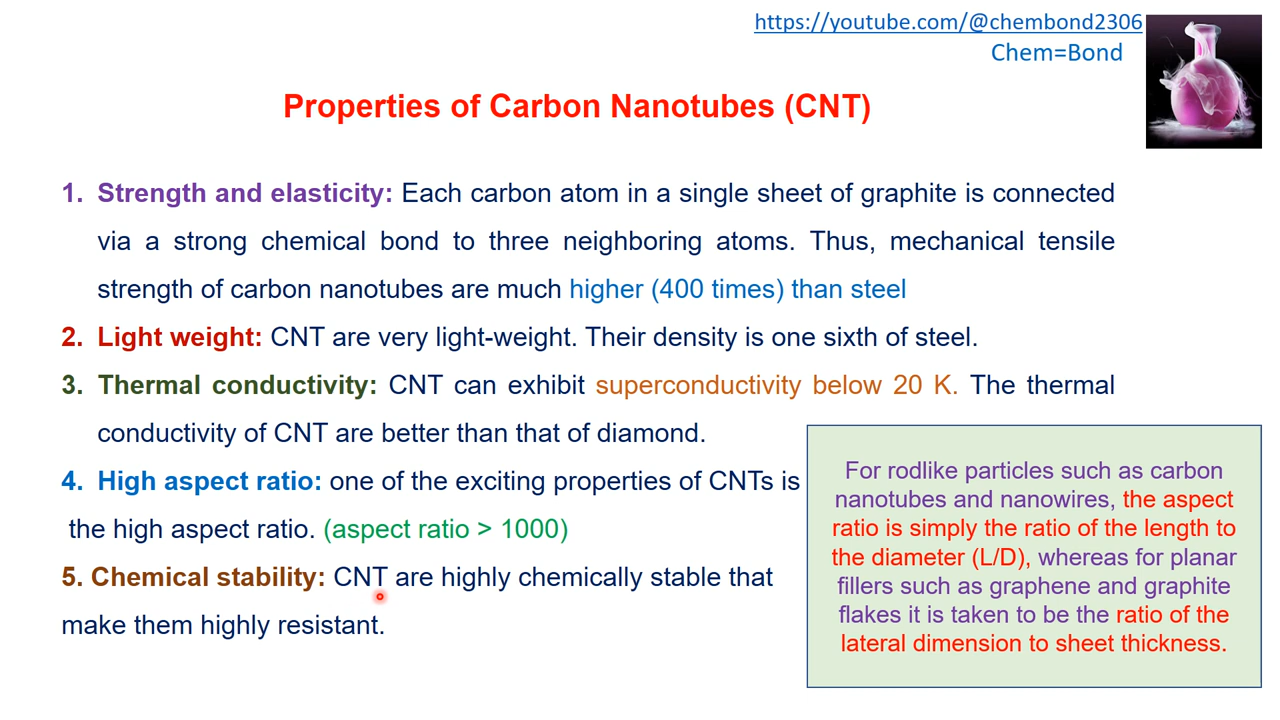 https://youtube.com/@chembond2306
Chem=Bond
Properties of Carbon Nanotubes (CNT)
1. Strength and elasticity: Each carbon atom in a single sheet of graphite is connected
via a strong chemical bond to three neighboring atoms. Thus, mechanical tensile
strength of carbon nanotubes are much higher (400 times) than steel
2. Light weight: CNT are very light-weight. Their density is one sixth of steel.
3. Thermal conductivity: CNT can exhibit superconductivity below 20 K. The thermal
conductivity of CNT are better than that of diamond.
4. High aspect ratio: one of the exciting properties of CNTs is
the high aspect ratio. (aspect ratio > 1000)
5. Chemical stability: CNT are highly chemically stable that
make them highly resistant.
For rodlike particles such as carbon
nanotubes and nanowires, the aspect
ratio is simply the ratio of the length to
the diameter (L/D), whereas for planar
fillers such as graphene and graphite
flakes it is taken to be the ratio of the
lateral dimension to sheet thickness.